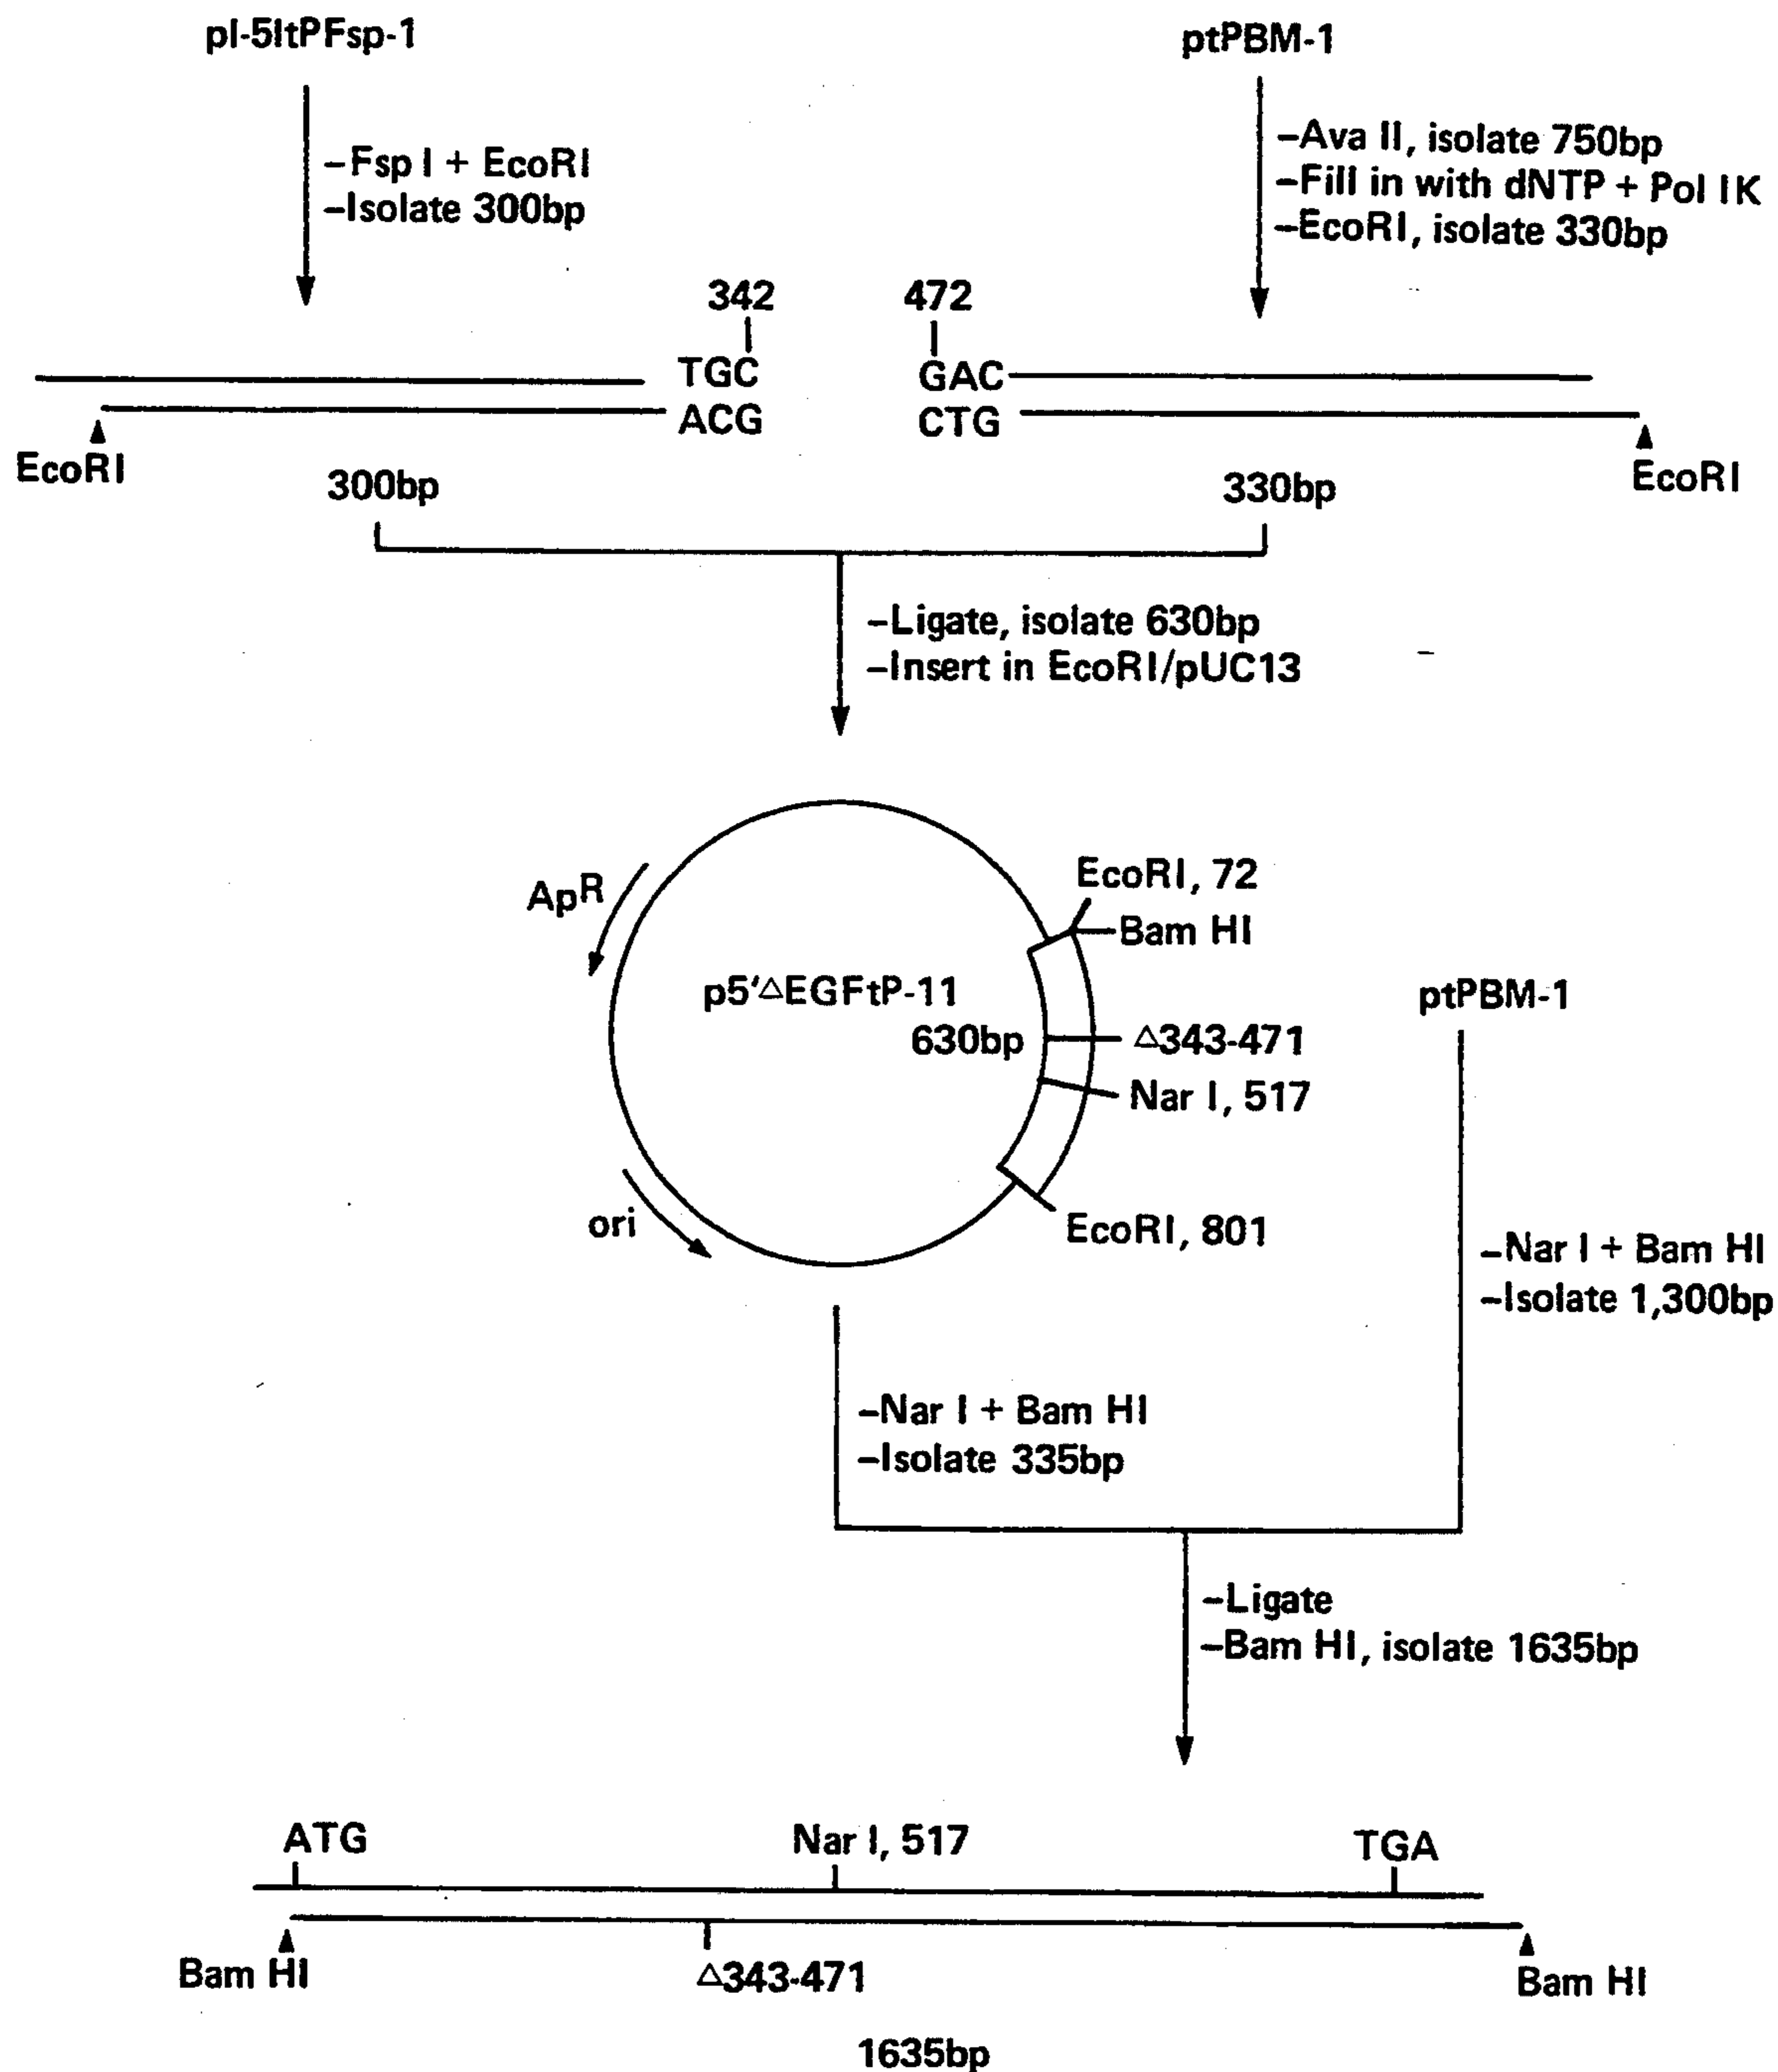 pI-5ItPFsp-1
ptPBM-1
-Fsp I + EcoRI
-Isolate 300bp
-Ava II, isolate 750bp
-Fill in with dNTP + Pol IK
-EcoRI, isolate 330bp
342
472
TGC
GAC
ACG
CTG
EcoRI
EcoRI
300bp
330bp
-Ligate, isolate 630bp
-Insert in EcoRI/pUC13
ApR
EcoRI, 72
Bam HI
p5'△EGFtP-11
ptPBM-1
630bp
△343-471
Nar I, 517
ori
EcoRI, 801
-Nar I + Bam HI
-Isolate 1,300bp
-Nar I + Bam HI
-Isolate 335bp
-Ligate
-Bam HI, isolate 1635bp
ATG
Nar I, 517
TGA
Bam HI
△343-471
Bam HI
1635bp